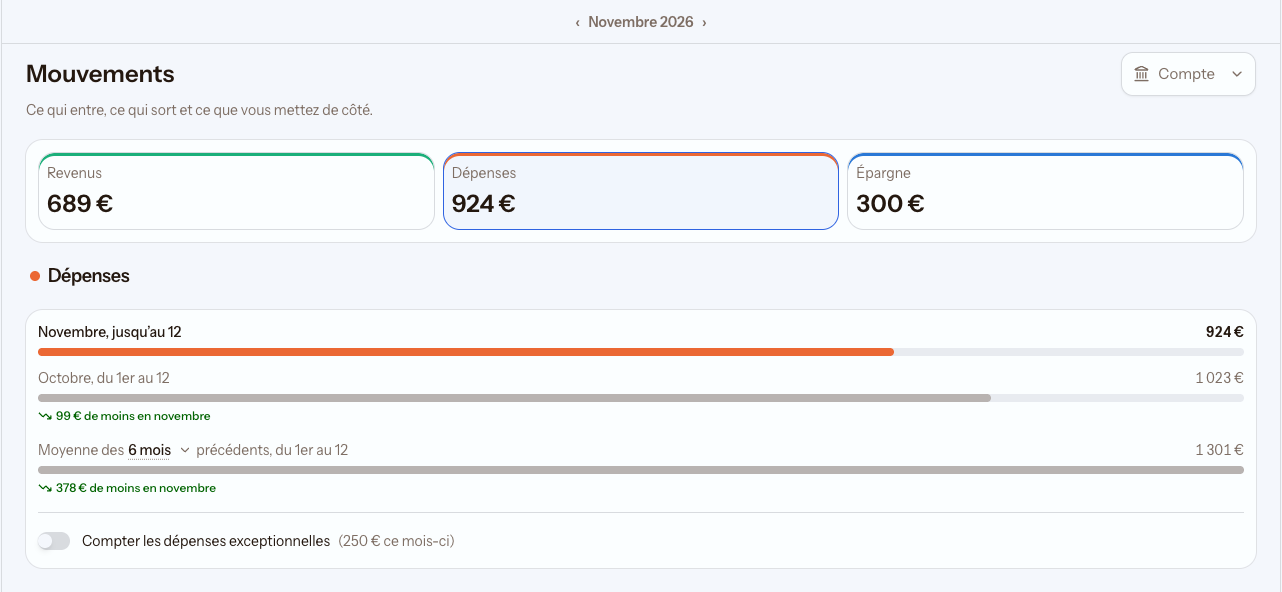 ‹ Novembre 2026 ›
Mouvements
Compte
Ce qui entre, ce qui sort et ce que vous mettez de côté.
Revenus
689 €
Dépenses
924 €
Épargne
300 €
Dépenses
Novembre, jusqu’au 12 924 €
Octobre, du 1er au 12 1 023 €
99 € de moins en novembre
Moyenne des 6 mois précédents, du 1er au 12 1 301 €
378 € de moins en novembre
Compter les dépenses exceptionnelles (250 € ce mois-ci)